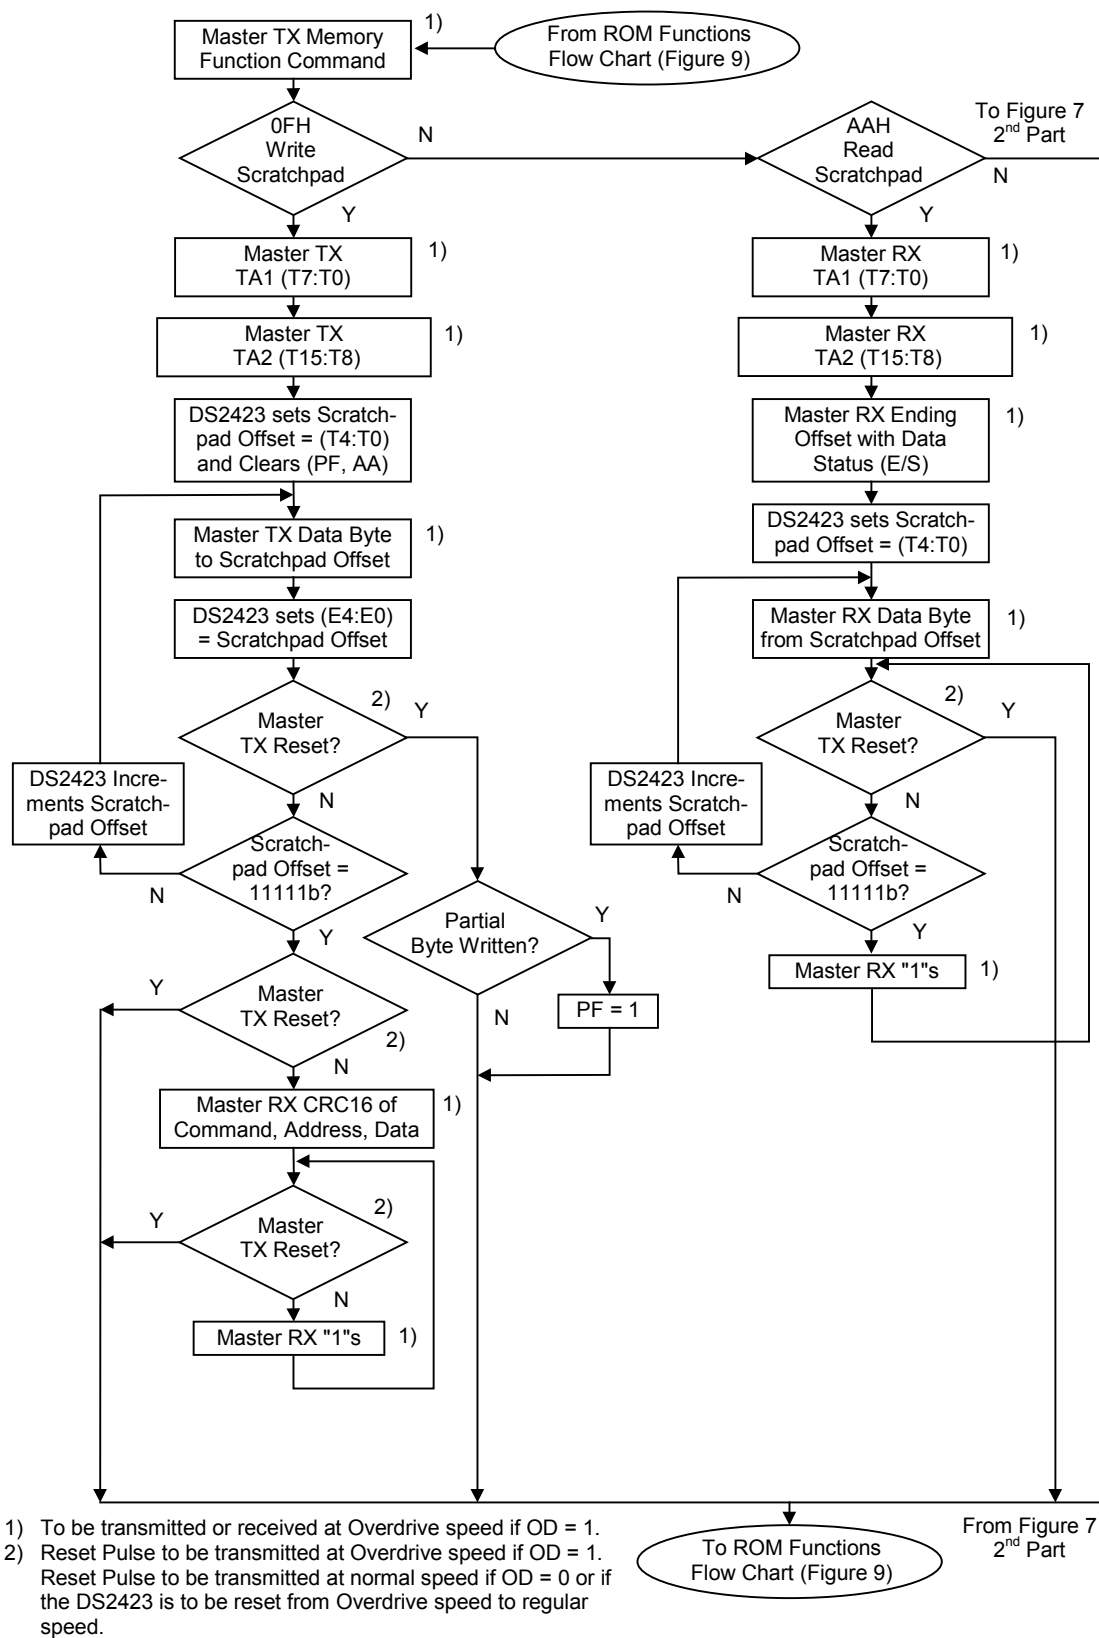 Master TX Memory
Function Command
1)
From ROM Functions
Flow Chart (Figure 9)
0FH
Write
Scratchpad
N
Y
AAH
Read
Scratchpad
To Figure 7
2nd Part
N
Y
Master TX
TA1 (T7:T0)
1)
Master TX
TA2 (T15:T8)
1)
DS2423 sets Scratch-
pad Offset = (T4:T0)
and Clears (PF, AA)
Master TX Data Byte
to Scratchpad Offset
1)
DS2423 sets (E4:E0)
= Scratchpad Offset
Master
TX Reset?
2)
Y
N
DS2423 Incre-
ments Scratch-
pad Offset
Scratch-
pad Offset =
11111b?
N
Y
Partial
Byte Written?
Y
N
PF = 1
Master
TX Reset?
Y
2)
N
Master RX CRC16 of
Command, Address, Data
1)
Master
TX Reset?
Y
2)
N
Master RX "1"s
1)
Master RX
TA1 (T7:T0)
1)
Master RX
TA2 (T15:T8)
1)
Master RX Ending
Offset with Data
Status (E/S)
1)
DS2423 sets Scratch-
pad Offset = (T4:T0)
Master RX Data Byte
from Scratchpad Offset
1)
Master
TX Reset?
2)
Y
N
DS2423 Incre-
ments Scratch-
pad Offset
Scratch-
pad Offset =
11111b?
N
Y
Master RX "1"s
1)
To ROM Functions
Flow Chart (Figure 9)
From Figure 7
2nd Part
1) To be transmitted or received at Overdrive speed if OD = 1.
2) Reset Pulse to be transmitted at Overdrive speed if OD = 1.
Reset Pulse to be transmitted at normal speed if OD = 0 or if
the DS2423 is to be reset from Overdrive speed to regular
speed.